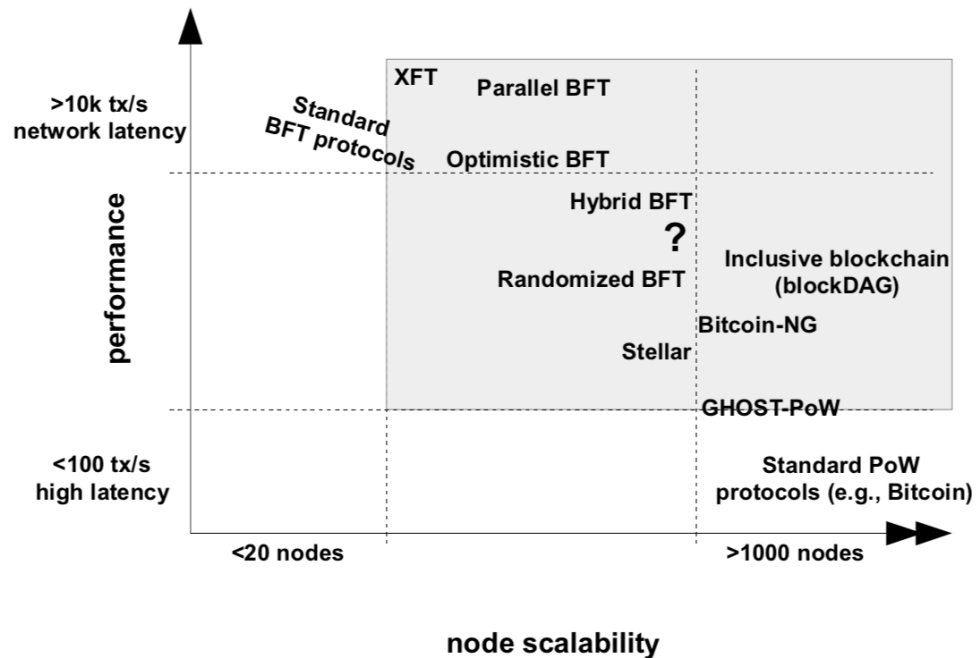 XFT
Parallel BFT
>10k tx/s
network latency
Standard
BFT protocols
Optimistic BFT
Hybrid BFT
?
performance
Inclusive blockchain
(blockDAG)
Randomized BFT
Bitcoin-NG
Stellar
GHOST-PoW
<100 tx/s
high latency
Standard PoW
protocols (e.g., Bitcoin)
<20 nodes
>1000 nodes
node scalability